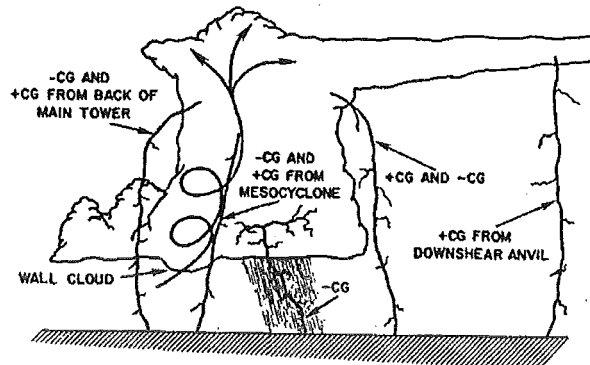 -CG AND
+CG FROM BACK OF
MAIN TOWER
-CG AND
+CG FROM
MESOCYCLONE
+CG AND ~CG
+CG FROM
DOWNSHEAR ANVIL
WALL CLOUD
-CG